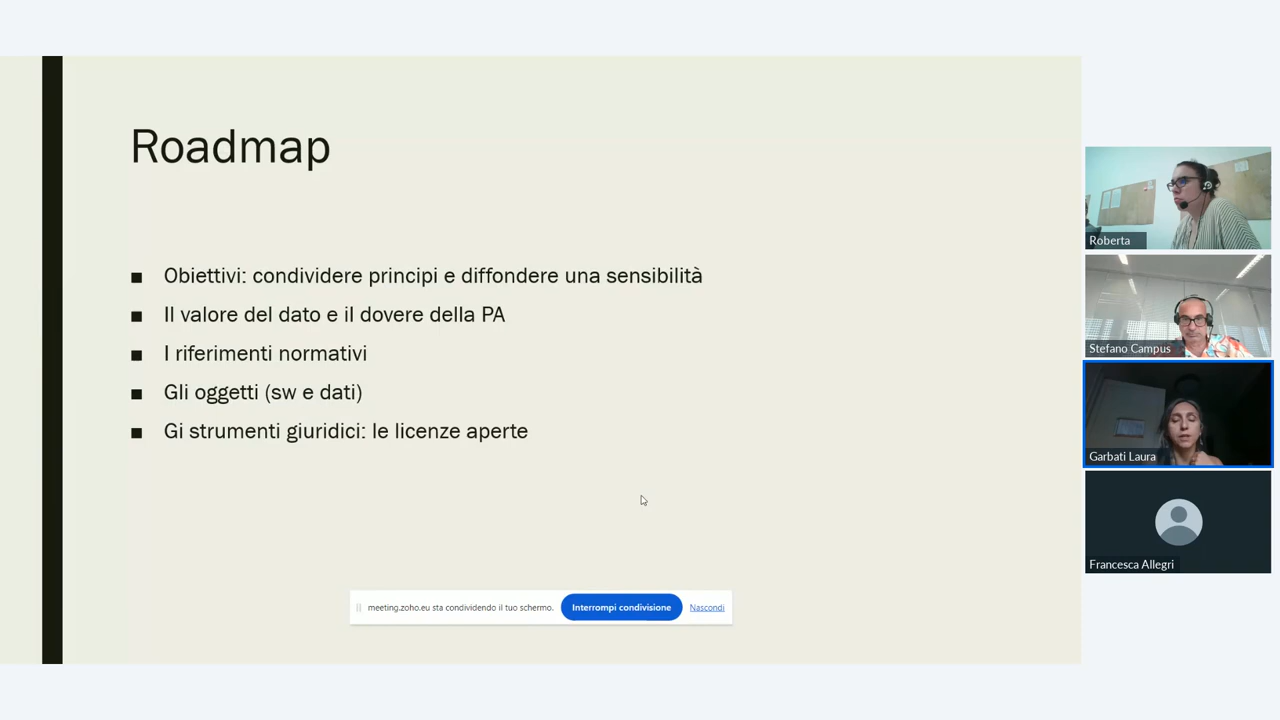 Roadmap
Obiettivi: condividere principi e diffondere una sensibilità
Il valore del dato e il dovere della PA
I riferimenti normativi
Gli oggetti (sw e dati)
Gi strumenti giuridici: le licenze aperte
meeting.zoho.eu sta condividendo il tuo schermo.
Interrompi condivisione
Nascondi
Roberta
Stefano Campus
Garbati Laura
Francesca Allegri